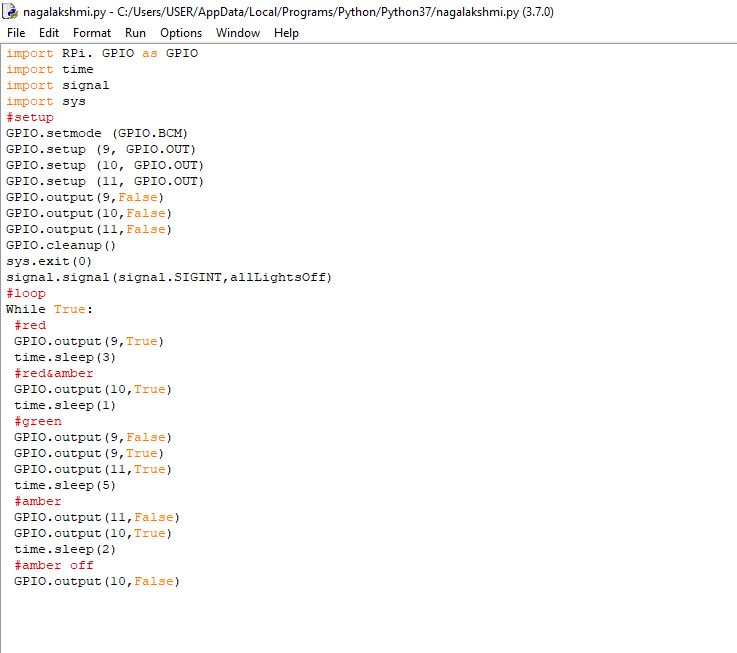 nagalakshmi.py - C:/Users/USER/AppData/Local/Programs/Python/Python37/nagalakshmi.py (3.7.0)
File Edit Format Run Options Window Help
import RPi. GPIO as GPIO
import time
import signal
import sys
#setup
GPIO.setmode (GPIO.BCM)
GPIO.setup (9, GPIO.OUT)
GPIO.setup (10, GPIO.OUT)
GPIO.setup (11, GPIO.OUT)
GPIO.output(9,False)
GPIO.output(10,False)
GPIO.output(11,False)
GPIO.cleanup()
sys.exit(0)
signal.signal(signal.SIGINT,allLightsOff)
#loop
While True:
 #red
 GPIO.output(9,True)
 time.sleep(3)
 #red&amber
 GPIO.output(10,True)
 time.sleep(1)
 #green
 GPIO.output(9,False)
 GPIO.output(9,True)
 GPIO.output(11,True)
 time.sleep(5)
 #amber
 GPIO.output(11,False)
 GPIO.output(10,True)
 time.sleep(2)
 #amber off
 GPIO.output(10,False)